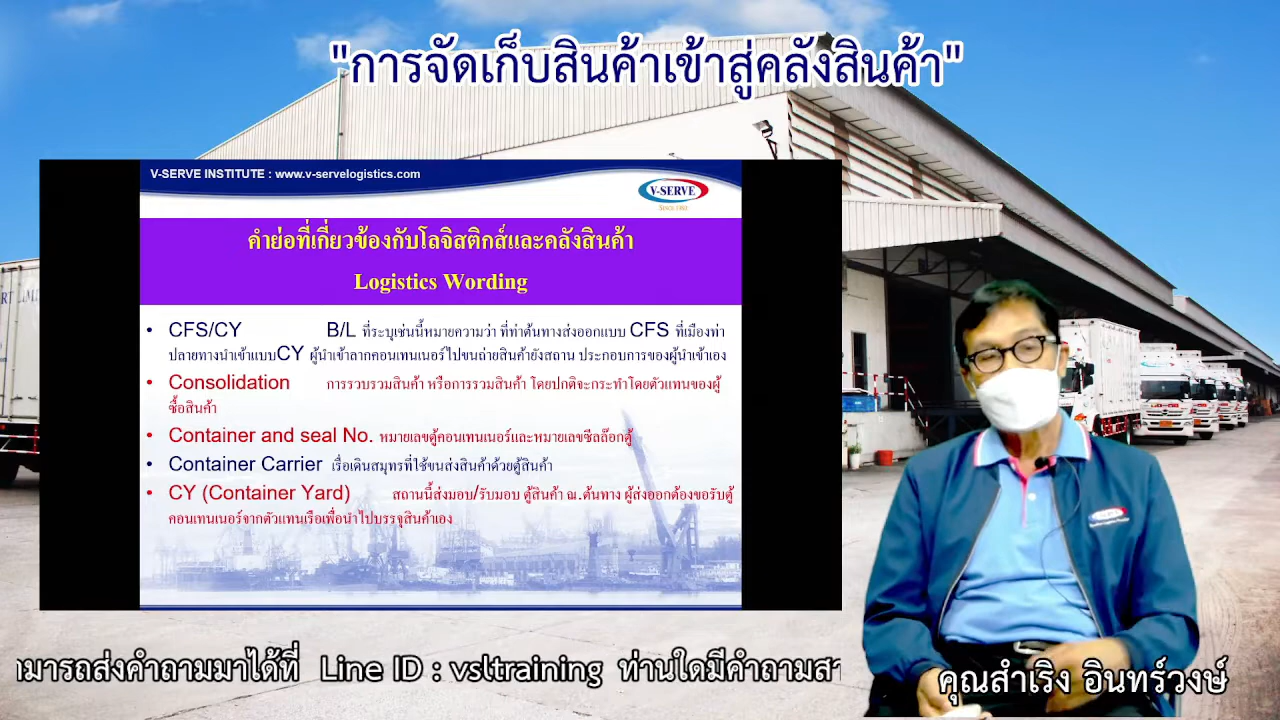 "การจัดเก็บสินค้าเข้าสู่คลังสินค้า"
V-SERVE INSTITUTE : www.v-servelogistics.com
V-SERVE
คำย่อที่เกี่ยวข้องกับโลจิสติกส์และคลังสินค้า
Logistics Wording
• CFS/CY B/L ที่ระบุเช่นนี้หมายความว่า ที่ท่าต้นทางส่งออกแบบ CFS ที่เมืองท่า
ปลายทางนำเข้าแบบCY ผู้นำเข้าลากคอนเทนเนอร์ไปขนถ่ายสินค้ายังสถาน ประกอบการของผู้นำเข้าเอง
• Consolidation การรวบรวมสินค้า หรือการรวมสินค้า โดยปกติจะกระทำโดยตัวแทนของผู้
ซื้อสินค้า
• Container and seal No. หมายเลขตู้คอนเทนเนอร์และหมายเลขซีลล๊อกตู้
• Container Carrier เรือเดินสมุทรที่ใช้ขนส่งสินค้าด้วยตู้สินค้า
• CY (Container Yard) สถานนี้ส่งมอบ/รับมอบ ตู้สินค้า ณ.ต้นทาง ผู้ส่งออกต้องขอรับตู้
คอนเทนเนอร์จากตัวแทนเรือเพื่อนำไปบรรจุสินค้าเอง
ามารถส่งคำถามมาได้ที่ Line ID : vsltraining ท่านใดมีคำถามสา
คุณสำเริง อินทร์วงษ์